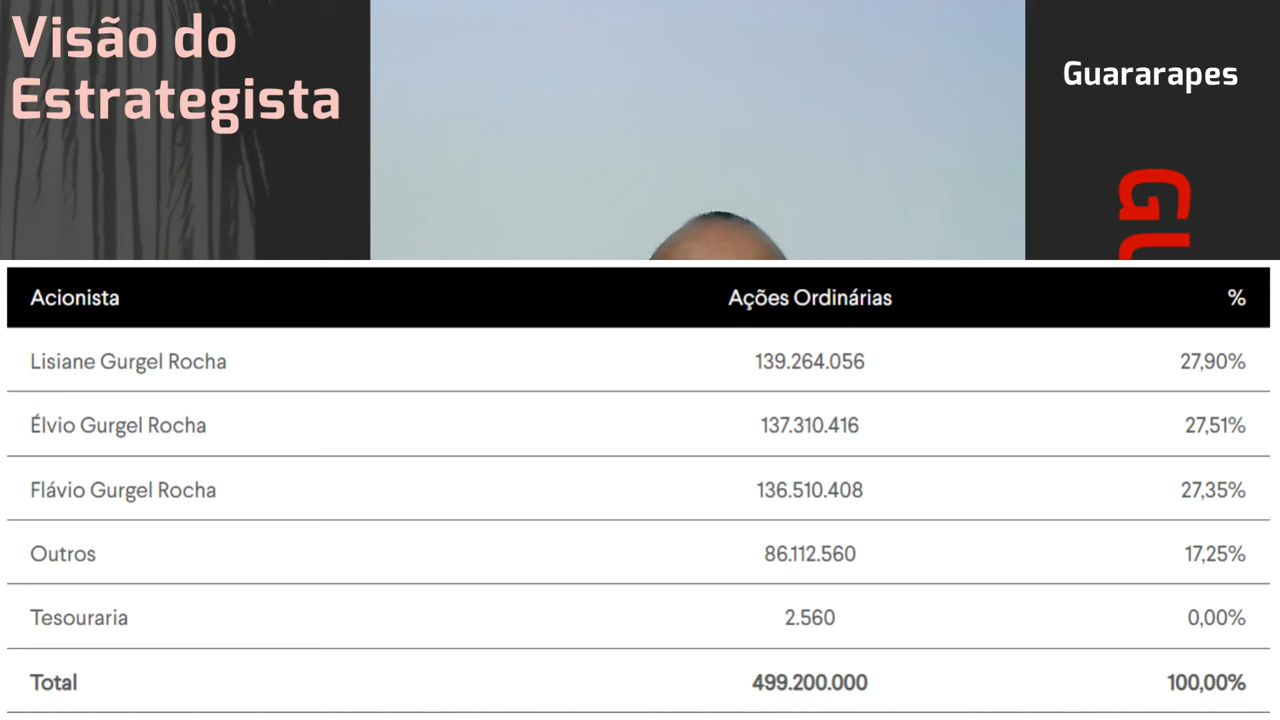 Visão do
Estrategista
Guararapes
GU
Acionista Ações Ordinárias %
Lisiane Gurgel Rocha 139.264.056 27,90%
Élvio Gurgel Rocha 137.310.416 27,51%
Flávio Gurgel Rocha 136.510.408 27,35%
Outros 86.112.560 17,25%
Tesouraria 2.560 0,00%
Total 499.200.000 100,00%